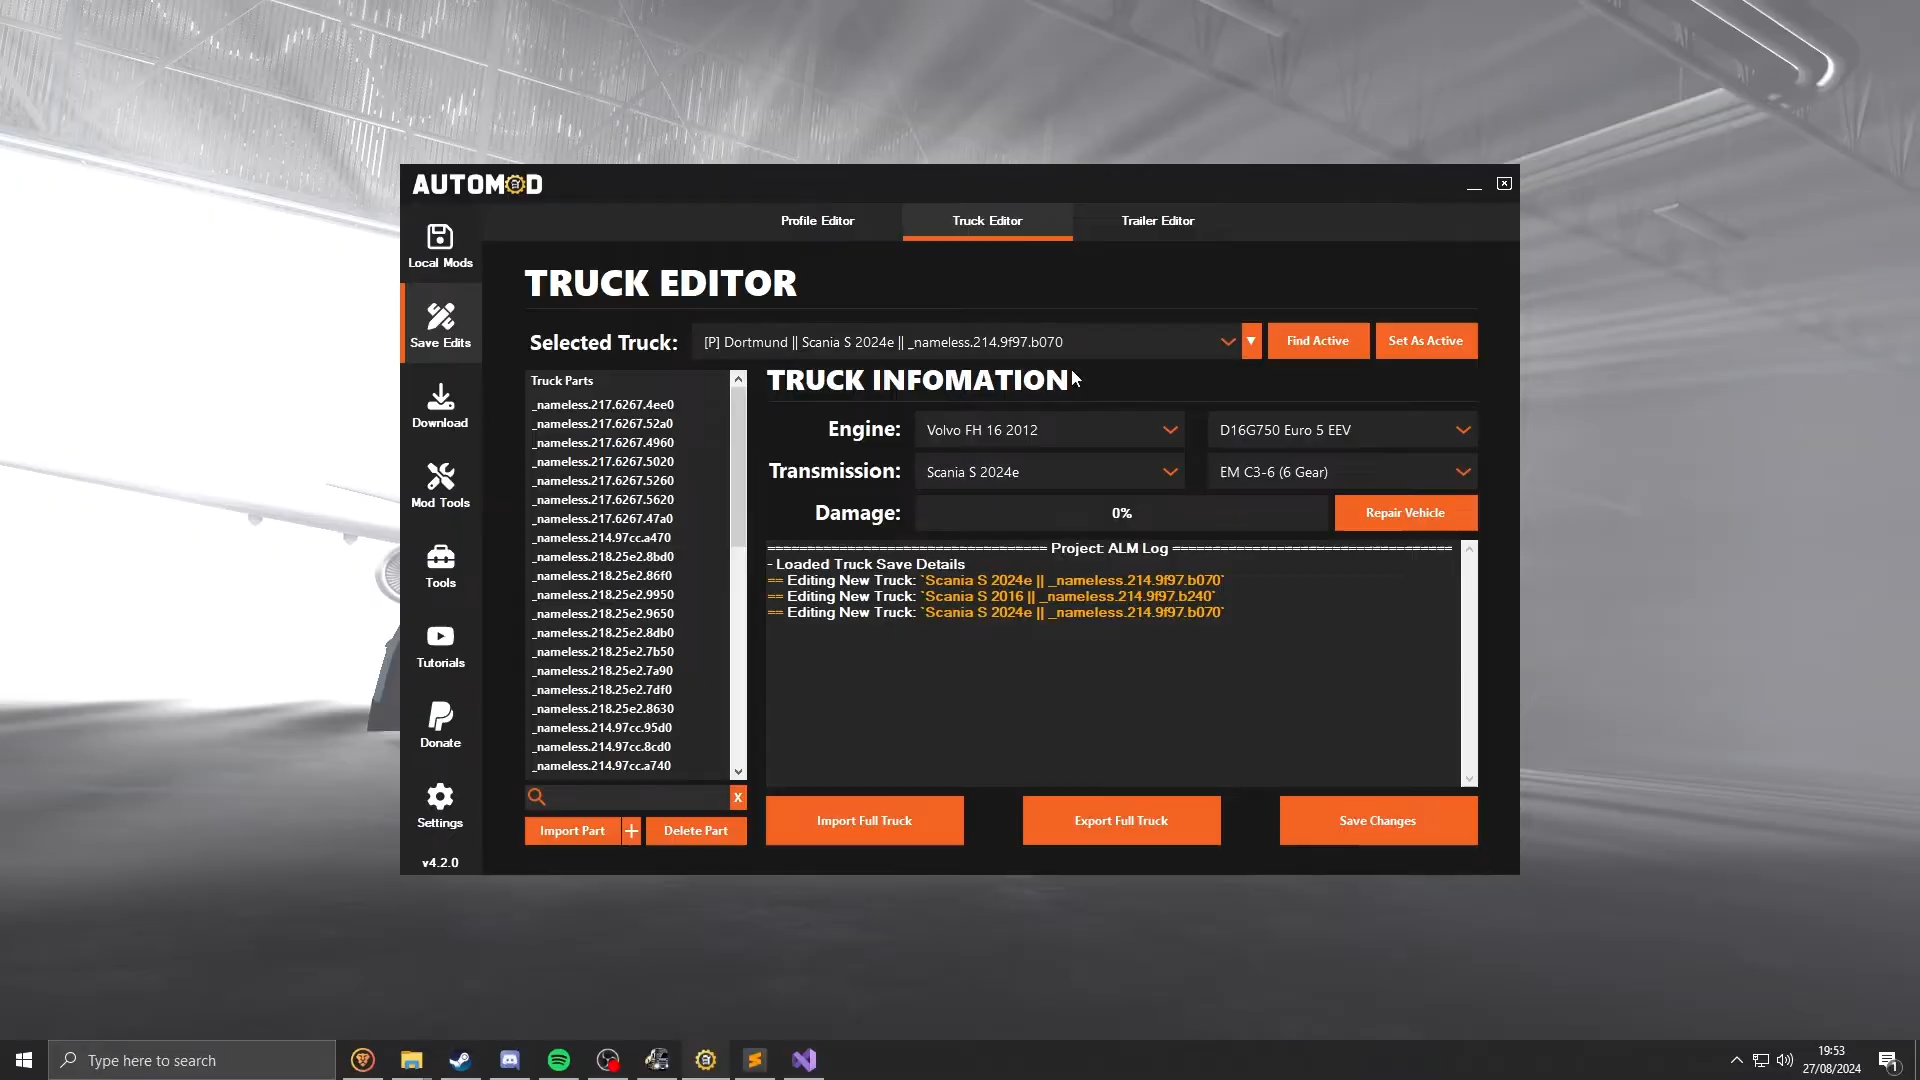 AUTOMOD
Profile Editor
Truck Editor
Trailer Editor
Local Mods
Save Edits
Download
Mod Tools
Tools
Tutorials
Donate
Settings
v4.2.0
TRUCK EDITOR
Selected Truck:
[P] Dortmund || Scania S 2024e || _nameless.214.9f97.b070
Find Active
Set As Active
Truck Parts
_nameless.217.6267.4ee0
_nameless.217.6267.52a0
_nameless.217.6267.4960
_nameless.217.6267.5020
_nameless.217.6267.5260
_nameless.217.6267.5620
_nameless.217.6267.47a0
_nameless.214.97cc.a470
_nameless.218.25e2.8bd0
_nameless.218.25e2.86f0
_nameless.218.25e2.9950
_nameless.218.25e2.9650
_nameless.218.25e2.8db0
_nameless.218.25e2.7b50
_nameless.218.25e2.7a90
_nameless.218.25e2.7df0
_nameless.218.25e2.8630
_nameless.214.97cc.95d0
_nameless.214.97cc.8cd0
_nameless.214.97cc.a740
X
Import Part
+
Delete Part
TRUCK INFOMATION
Engine:
Volvo FH 16 2012
D16G750 Euro 5 EEV
Transmission:
Scania S 2024e
EM C3-6 (6 Gear)
Damage:
0%
Repair Vehicle
================================= Project: ALM Log =================================
- Loaded Truck Save Details
== Editing New Truck: `Scania S 2024e || _nameless.214.9f97.b070`
== Editing New Truck: `Scania S 2016 || _nameless.214.9f97.b240`
== Editing New Truck: `Scania S 2024e || _nameless.214.9f97.b070`
Import Full Truck
Export Full Truck
Save Changes
Type here to search
19:53
27/08/2024
1